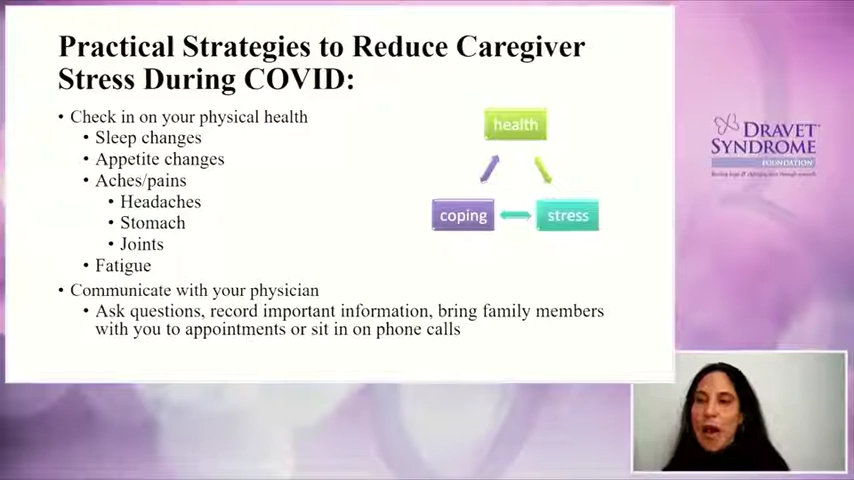 Practical Strategies to Reduce Caregiver
Stress During COVID:
• Check in on your physical health
• Sleep changes
• Appetite changes
• Aches/pains
• Headaches
• Stomach
• Joints
• Fatigue
• Communicate with your physician
• Ask questions, record important information, bring family members
with you to appointments or sit in on phone calls
health
coping
stress
DRAVET
SYNDROME
FOUNDATION